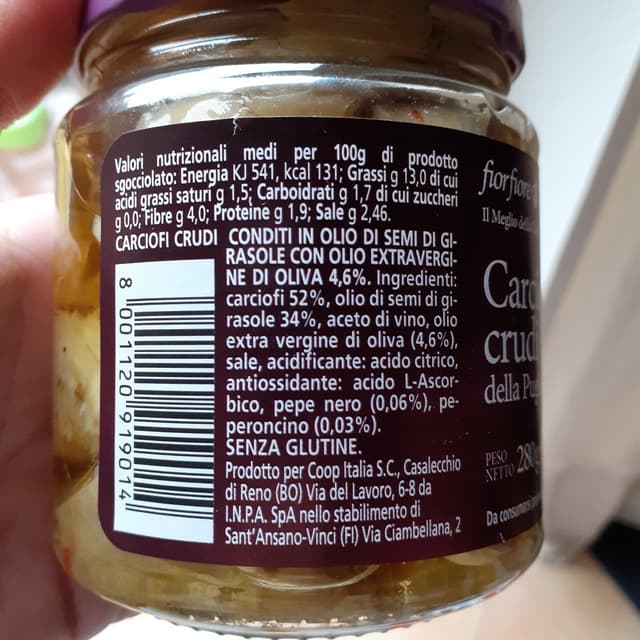 Valori nutrizionali medi per 100g di prodotto
sgocciolato: Energia KJ 541, kcal 131; Grassi g 13,0 di cui
acidi grassi saturi g 1,5; Carboidrati g 1,7 di cui zuccheri
g 0,0; Fibre g 4,0; Proteine g 1,9; Sale g 2,46.
CARCIOFI CRUDI CONDITI IN OLIO DI SEMI DI GI-
RASOLE CON OLIO EXTRAVERGI-
NE DI OLIVA 4,6%. Ingredienti:
carciofi 52%, olio di semi di gi-
rasole 34%, aceto di vino, olio
extra vergine di oliva (4,6%),
sale, acidificante: acido citrico,
antiossidante: acido L-Ascor-
bico, pepe nero (0,06%), pe-
peroncino (0,03%).
SENZA GLUTINE.
Prodotto per Coop Italia S.C., Casalecchio
di Reno (BO) Via del Lavoro, 6-8 da
I.N.P.A. SpA nello stabilimento di
Sant'Ansano-Vinci (FI) Via Ciambellana, 2
8 001120 919014
fiorfiore
Il Meglio
Carc
crud
della Pug
PESO
NETTO 280g
Da consumarsi